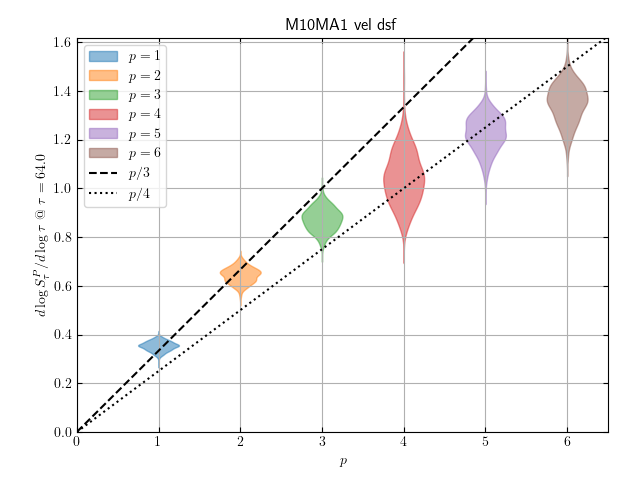 M10MA1 vel dsf
d log S_τ^P / d log τ @ τ = 64.0
1.6
1.4
1.2
1.0
0.8
0.6
0.4
0.2
0.0
p = 1
p = 2
p = 3
p = 4
p = 5
p = 6
p/3
p/4
0 1 2 3 4 5 6
p